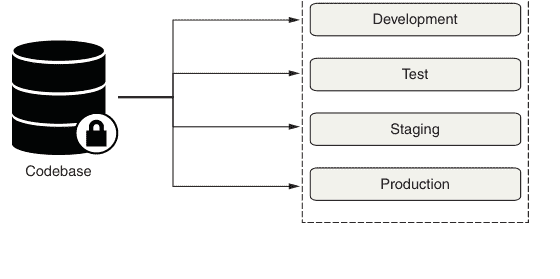 Development
Test
Staging
Codebase
Production